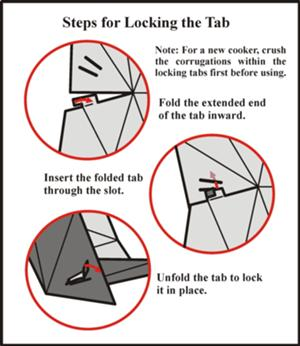 Steps for Locking the Tab
Note: For a new cooker, crush
the corrugations within the
locking tabs first before using.
Fold the extended end
of the tab inward.
Insert the folded tab
through the slot.
Unfold the tab to lock
it in place.